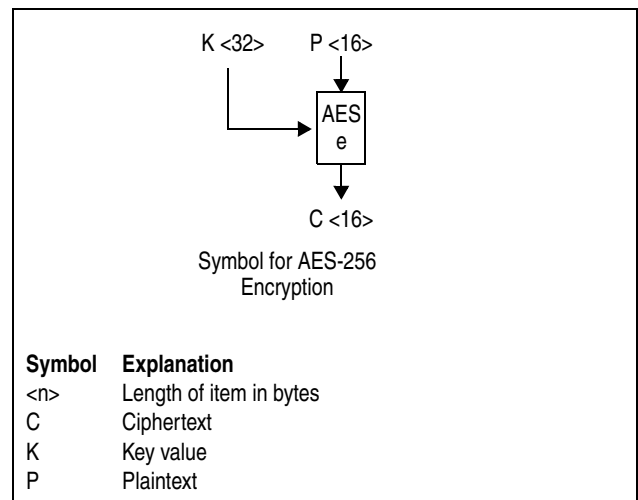 K <32> P <16>
AES
e
C <16>
Symbol for AES-256
Encryption
Symbol Explanation
<n> Length of item in bytes
C Ciphertext
K Key value
P Plaintext